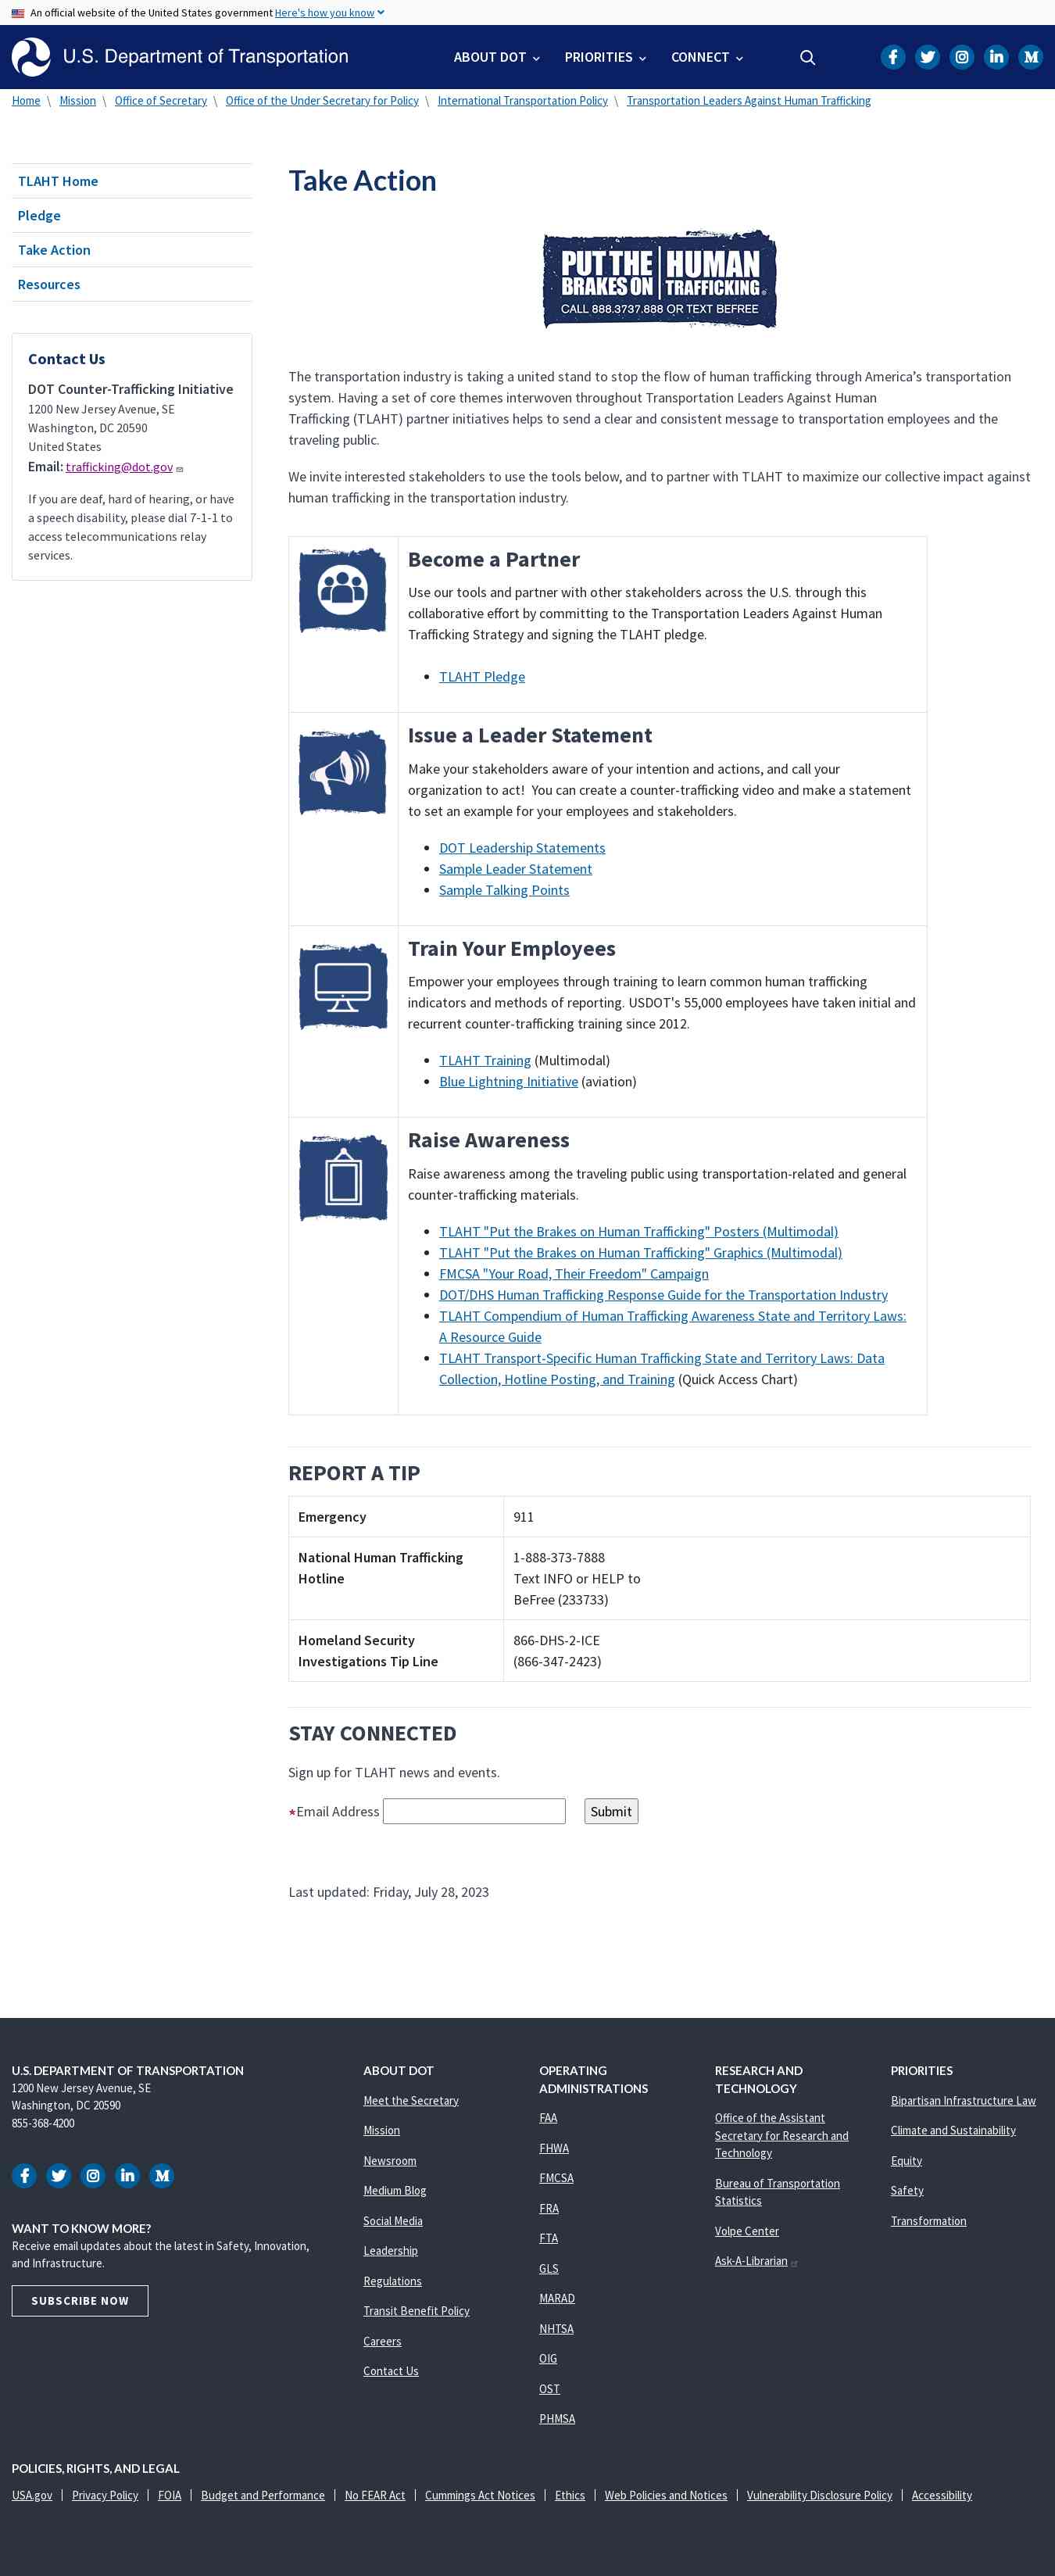 An official website of the United States government Here's how you know
U.S. Department of Transportation
ABOUT DOT
PRIORITIES
CONNECT
Home \ Mission \ Office of Secretary \ Office of the Under Secretary for Policy \ International Transportation Policy \ Transportation Leaders Against Human Trafficking
TLAHT Home
Pledge
Take Action
Resources
Contact Us
DOT Counter-Trafficking Initiative
1200 New Jersey Avenue, SE
Washington, DC 20590
United States
Email: trafficking@dot.gov
If you are deaf, hard of hearing, or have
a speech disability, please dial 7-1-1 to
access telecommunications relay
services.
Take Action
PUT THE HUMAN
BRAKES ON TRAFFICKING®
CALL 888.3737.888 OR TEXT BEFREE
The transportation industry is taking a united stand to stop the flow of human trafficking through America’s transportation
system. Having a set of core themes interwoven throughout Transportation Leaders Against Human
Trafficking (TLAHT) partner initiatives helps to send a clear and consistent message to transportation employees and the
traveling public.
We invite interested stakeholders to use the tools below, and to partner with TLAHT to maximize our collective impact against
human trafficking in the transportation industry.
Become a Partner
Use our tools and partner with other stakeholders across the U.S. through this
collaborative effort by committing to the Transportation Leaders Against Human
Trafficking Strategy and signing the TLAHT pledge.
TLAHT Pledge
Issue a Leader Statement
Make your stakeholders aware of your intention and actions, and call your
organization to act!  You can create a counter-trafficking video and make a statement
to set an example for your employees and stakeholders.
DOT Leadership Statements
Sample Leader Statement
Sample Talking Points
Train Your Employees
Empower your employees through training to learn common human trafficking
indicators and methods of reporting. USDOT's 55,000 employees have taken initial and
recurrent counter-trafficking training since 2012.
TLAHT Training (Multimodal)
Blue Lightning Initiative (aviation)
Raise Awareness
Raise awareness among the traveling public using transportation-related and general
counter-trafficking materials.
TLAHT "Put the Brakes on Human Trafficking" Posters (Multimodal)
TLAHT "Put the Brakes on Human Trafficking" Graphics (Multimodal)
FMCSA "Your Road, Their Freedom" Campaign
DOT/DHS Human Trafficking Response Guide for the Transportation Industry
TLAHT Compendium of Human Trafficking Awareness State and Territory Laws:
A Resource Guide
TLAHT Transport-Specific Human Trafficking State and Territory Laws: Data
Collection, Hotline Posting, and Training (Quick Access Chart)
REPORT A TIP
Emergency
911
National Human Trafficking
Hotline
1-888-373-7888
Text INFO or HELP to
BeFree (233733)
Homeland Security
Investigations Tip Line
866-DHS-2-ICE
(866-347-2423)
STAY CONNECTED
Sign up for TLAHT news and events.
*Email Address
Submit
Last updated: Friday, July 28, 2023
U.S. DEPARTMENT OF TRANSPORTATION
1200 New Jersey Avenue, SE
Washington, DC 20590
855-368-4200
WANT TO KNOW MORE?
Receive email updates about the latest in Safety, Innovation,
and Infrastructure.
SUBSCRIBE NOW
ABOUT DOT
Meet the Secretary
Mission
Newsroom
Medium Blog
Social Media
Leadership
Regulations
Transit Benefit Policy
Careers
Contact Us
OPERATING
ADMINISTRATIONS
FAA
FHWA
FMCSA
FRA
FTA
GLS
MARAD
NHTSA
OIG
OST
PHMSA
RESEARCH AND
TECHNOLOGY
Office of the Assistant
Secretary for Research and
Technology
Bureau of Transportation
Statistics
Volpe Center
Ask-A-Librarian
PRIORITIES
Bipartisan Infrastructure Law
Climate and Sustainability
Equity
Safety
Transformation
POLICIES, RIGHTS, AND LEGAL
USA.gov | Privacy Policy | FOIA | Budget and Performance | No FEAR Act | Cummings Act Notices | Ethics | Web Policies and Notices | Vulnerability Disclosure Policy | Accessibility